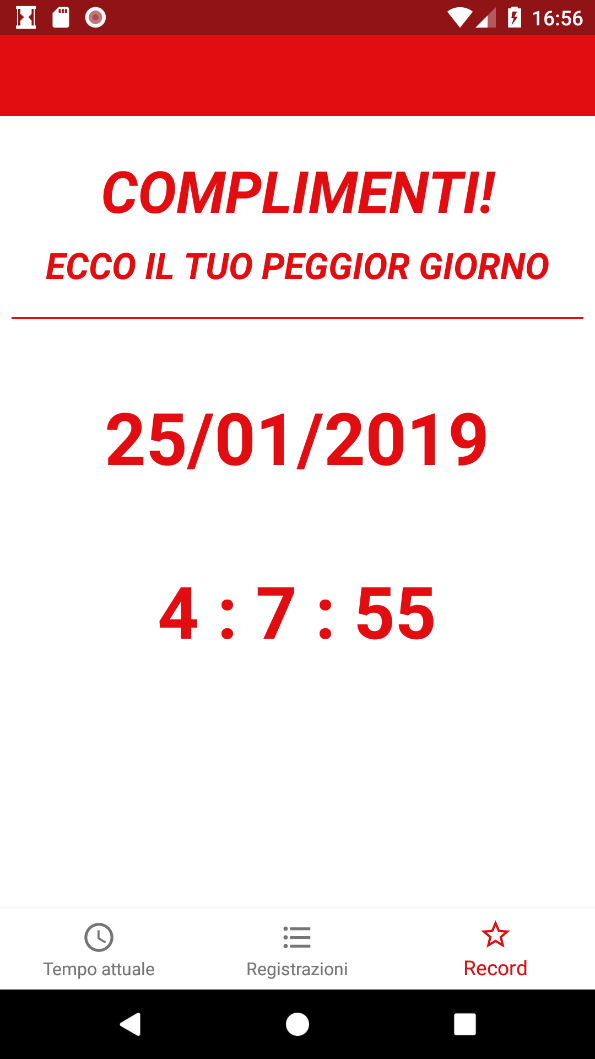 16:56
COMPLIMENTI!
ECCO IL TUO PEGGIOR GIORNO
25/01/2019
4 : 7 : 55
Tempo attuale
Registrazioni
Record